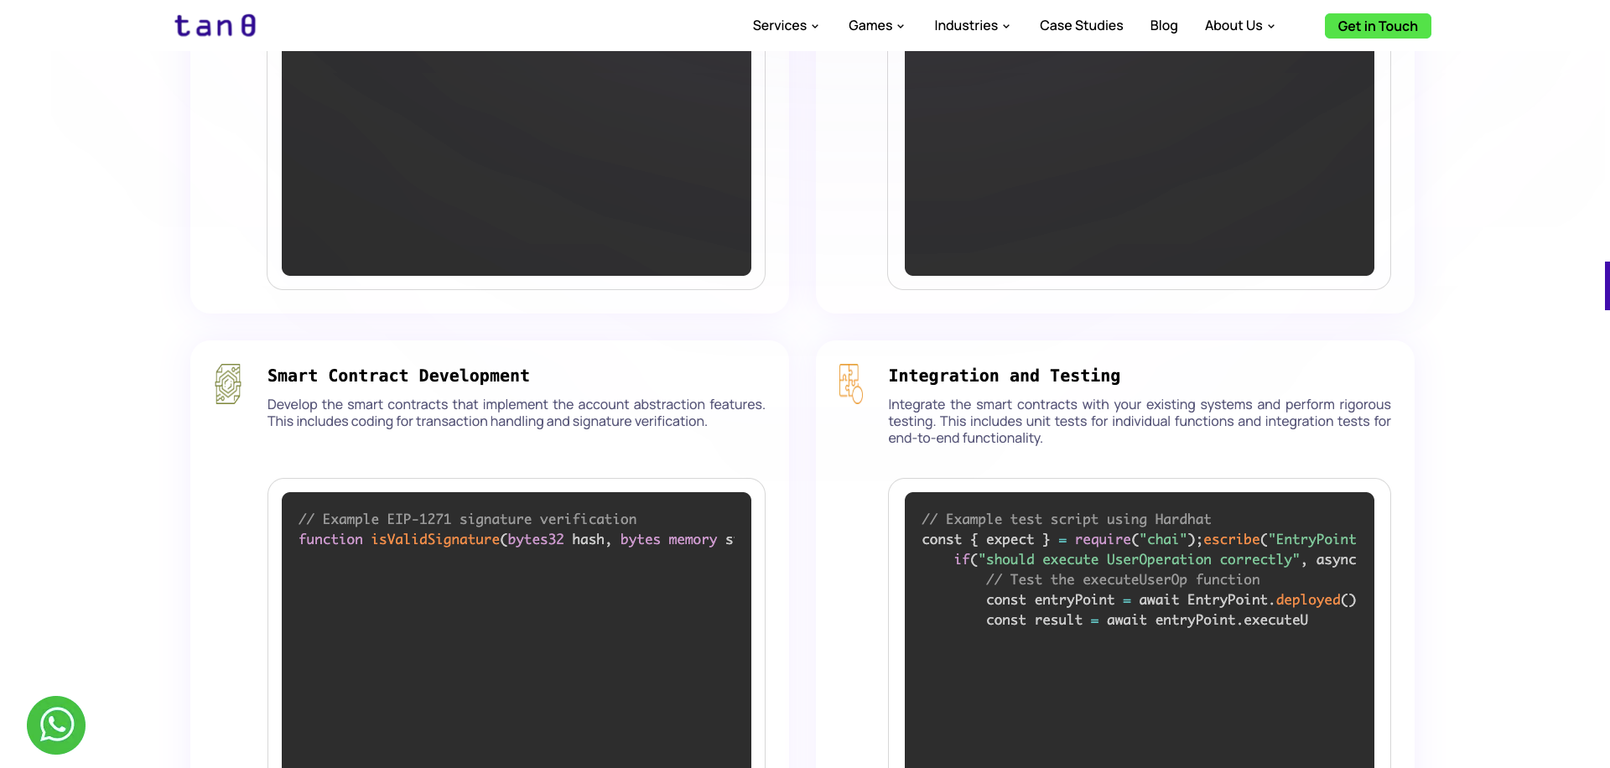 tan θ
Services
Games
Industries
Case Studies
Blog
About Us
Get in Touch
Smart Contract Development
Develop the smart contracts that implement the account abstraction features.
This includes coding for transaction handling and signature verification.
// Example EIP-1271 signature verification
function isValidSignature(bytes32 hash, bytes memory s
Integration and Testing
Integrate the smart contracts with your existing systems and perform rigorous
testing. This includes unit tests for individual functions and integration tests for
end-to-end functionality.
// Example test script using Hardhat
const { expect } = require("chai");escribe("EntryPoint
if("should execute UserOperation correctly", async
// Test the executeUserOp function
const entryPoint = await EntryPoint.deployed()
const result = await entryPoint.executeU